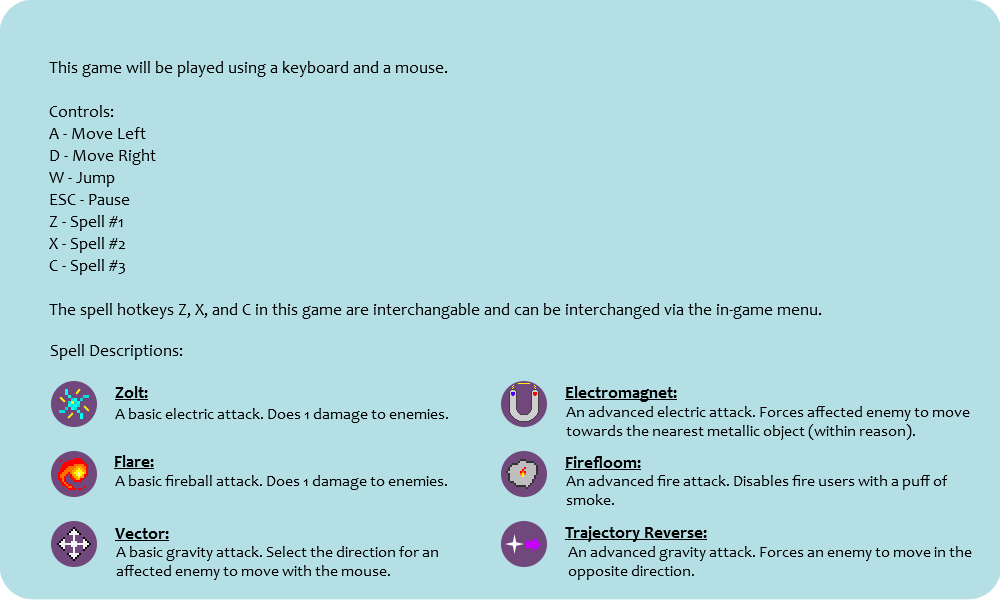 This game will be played using a keyboard and a mouse.
Controls:
A - Move Left
D - Move Right
W - Jump
ESC - Pause
Z - Spell #1
X - Spell #2
C - Spell #3
The spell hotkeys Z, X, and C in this game are interchangable and can be interchanged via the in-game menu.
Spell Descriptions:
Zolt:
A basic electric attack. Does 1 damage to enemies.
Flare:
A basic fireball attack. Does 1 damage to enemies.
Vector:
A basic gravity attack. Select the direction for an
affected enemy to move with the mouse.
Electromagnet:
An advanced electric attack. Forces affected enemy to move
towards the nearest metallic object (within reason).
Firefloom:
An advanced fire attack. Disables fire users with a puff of
smoke.
Trajectory Reverse:
An advanced gravity attack. Forces an enemy to move in the
opposite direction.